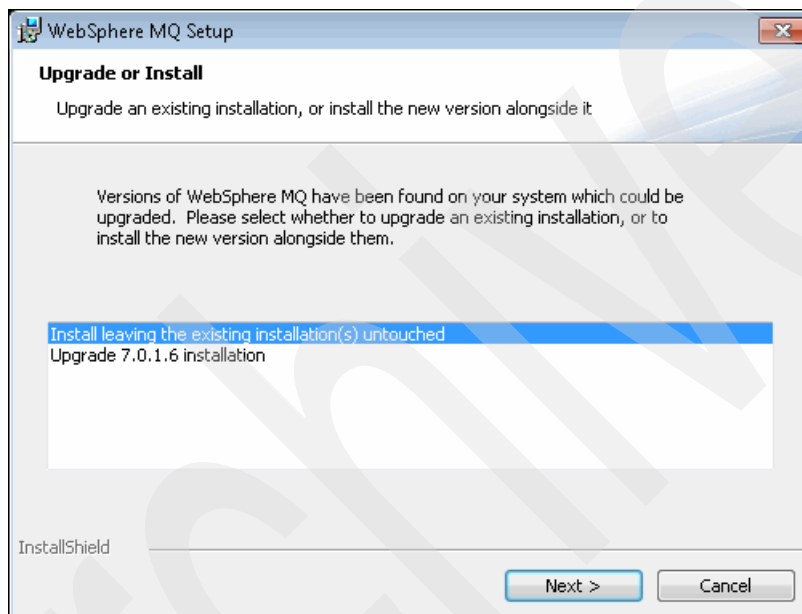 WebSphere MQ Setup
Upgrade or Install
Upgrade an existing installation, or install the new version alongside it
Versions of WebSphere MQ have been found on your system which could be
upgraded. Please select whether to upgrade an existing installation, or to
install the new version alongside them.
Install leaving the existing installation(s) untouched
Upgrade 7.0.1.6 installation
InstallShield
Next >
Cancel